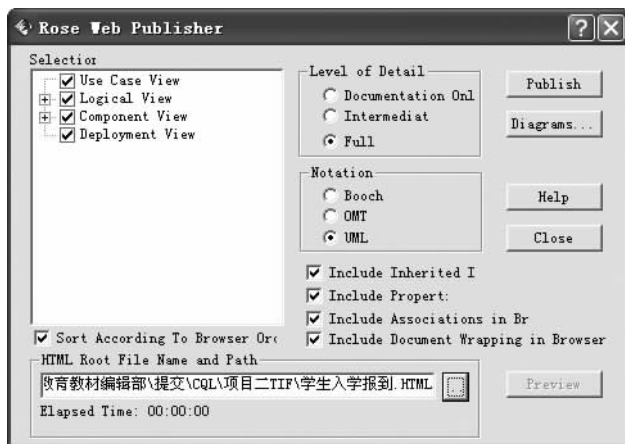 Rose Web Publisher
Selection
Use Case View
Logical View
Component View
Deployment View
Sort According To Browser Orc
Level of Detail
Documentation Onl
Intermediat
Full
Notation
Booch
OMT
UML
Include Inherited I
Include Propert:
Include Associations in Br
Include Document Wrapping in Browser
Publish
Diagrams...
Help
Close
HTML Root File Name and Path
教育教材编辑部\提交\CQL\项目二TIF\学生入学报到.HTML
...
Preview
Elapsed Time: 00:00:00